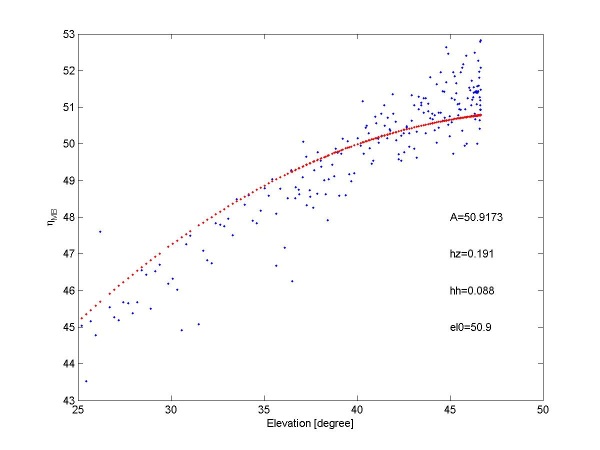 53
52
51
50
49
48
47
46
45
44
43
η_MB
A=50.9173
hz=0.191
hh=0.088
el0=50.9
25 30 35 40 45 50
Elevation [degree]